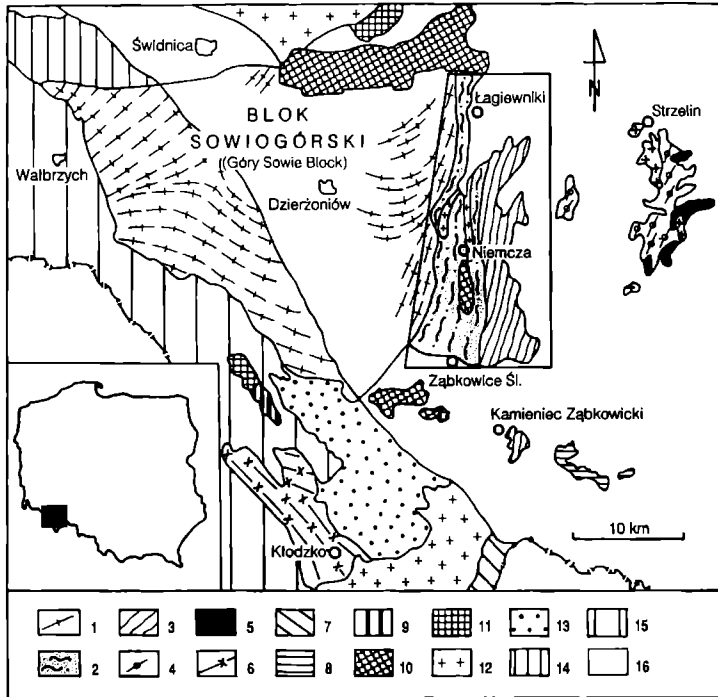 Świdnica
BLOK
SOWIOGÓRSKI
((Góry Sowie Block)
Dzierżoniów
Wałbrzych
Łagiewniki
N
Strzelin
Niemcza
Ząbkowice Śl.
Kamieniec Ząbkowicki
10 km
Kłodzko
1 3 5 7 9 11 13 15
2 4 6 8 10 12 14 16